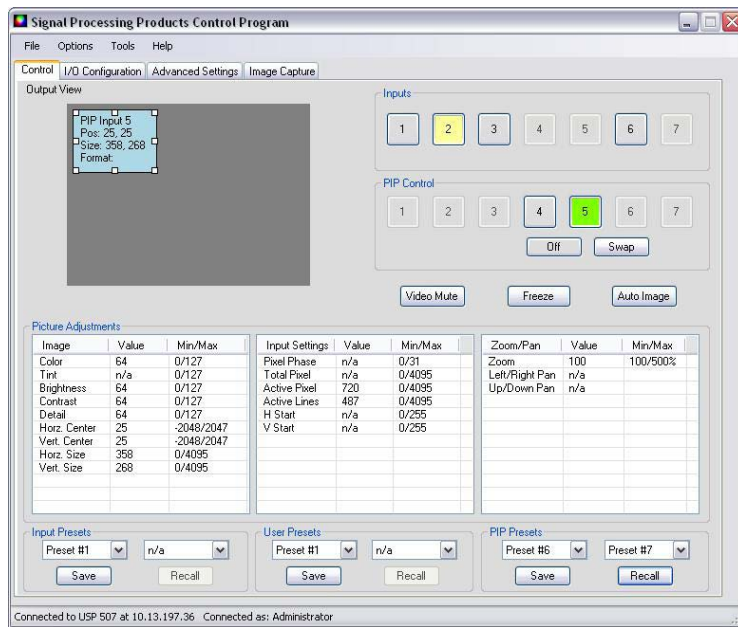 Signal Processing Products Control Program
File Options Tools Help
Control I/O Configuration Advanced Settings Image Capture
Output View
PIP Input 5
Pos: 25, 25
Size: 358, 268
Format:
Inputs
1 2 3 4 5 6 7
PIP Control
1 2 3 4 5 6 7
Off Swap
Video Mute Freeze Auto Image
Picture Adjustments
Image Value Min/Max
Color 64 0/127
Tint n/a 0/127
Brightness 64 0/127
Contrast 64 0/127
Detail 64 0/127
Horz. Center 25 -2048/2047
Vert. Center 25 -2048/2047
Horz. Size 358 0/4095
Vert. Size 268 0/4095
Input Settings Value Min/Max
Pixel Phase n/a 0/31
Total Pixel n/a 0/4095
Active Pixel 720 0/4095
Active Lines 487 0/4095
H Start n/a 0/255
V Start n/a 0/255
Zoom/Pan Value Min/Max
Zoom 100 100/500%
Left/Right Pan n/a
Up/Down Pan n/a
Input Presets
Preset #1 n/a
Save Recall
User Presets
Preset #1 n/a
Save Recall
PIP Presets
Preset #6 Preset #7
Save Recall
Connected to USP 507 at 10.13.197.36 Connected as: Administrator